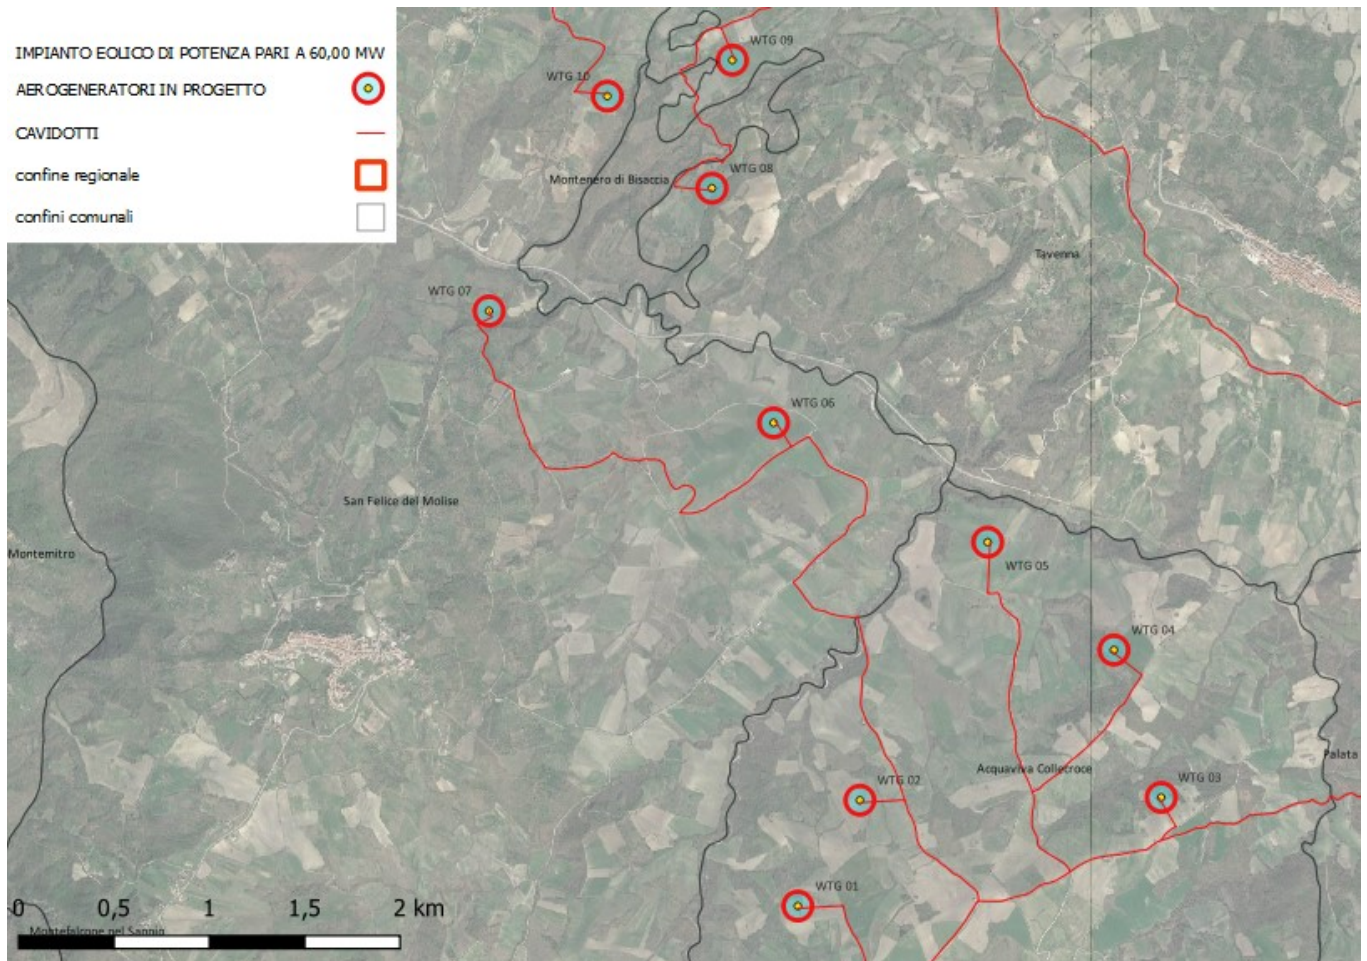 IMPIANTO EOLICO DI POTENZA PARI A 60,00 MW
AEROGENERATORI IN PROGETTO
CAVIDOTTI
confine regionale
confini comunali
WTG 09
WTG 10
WTG 08
Montenero di Bisaccia
Tavenna
WTG 07
WTG 06
San Felice del Molise
Montemitro
WTG 05
WTG 04
Palata
Acquaviva Collecroce
WTG 03
WTG 02
WTG 01
0 0,5 1 1,5 2 km
Montefalcone nel Sannio